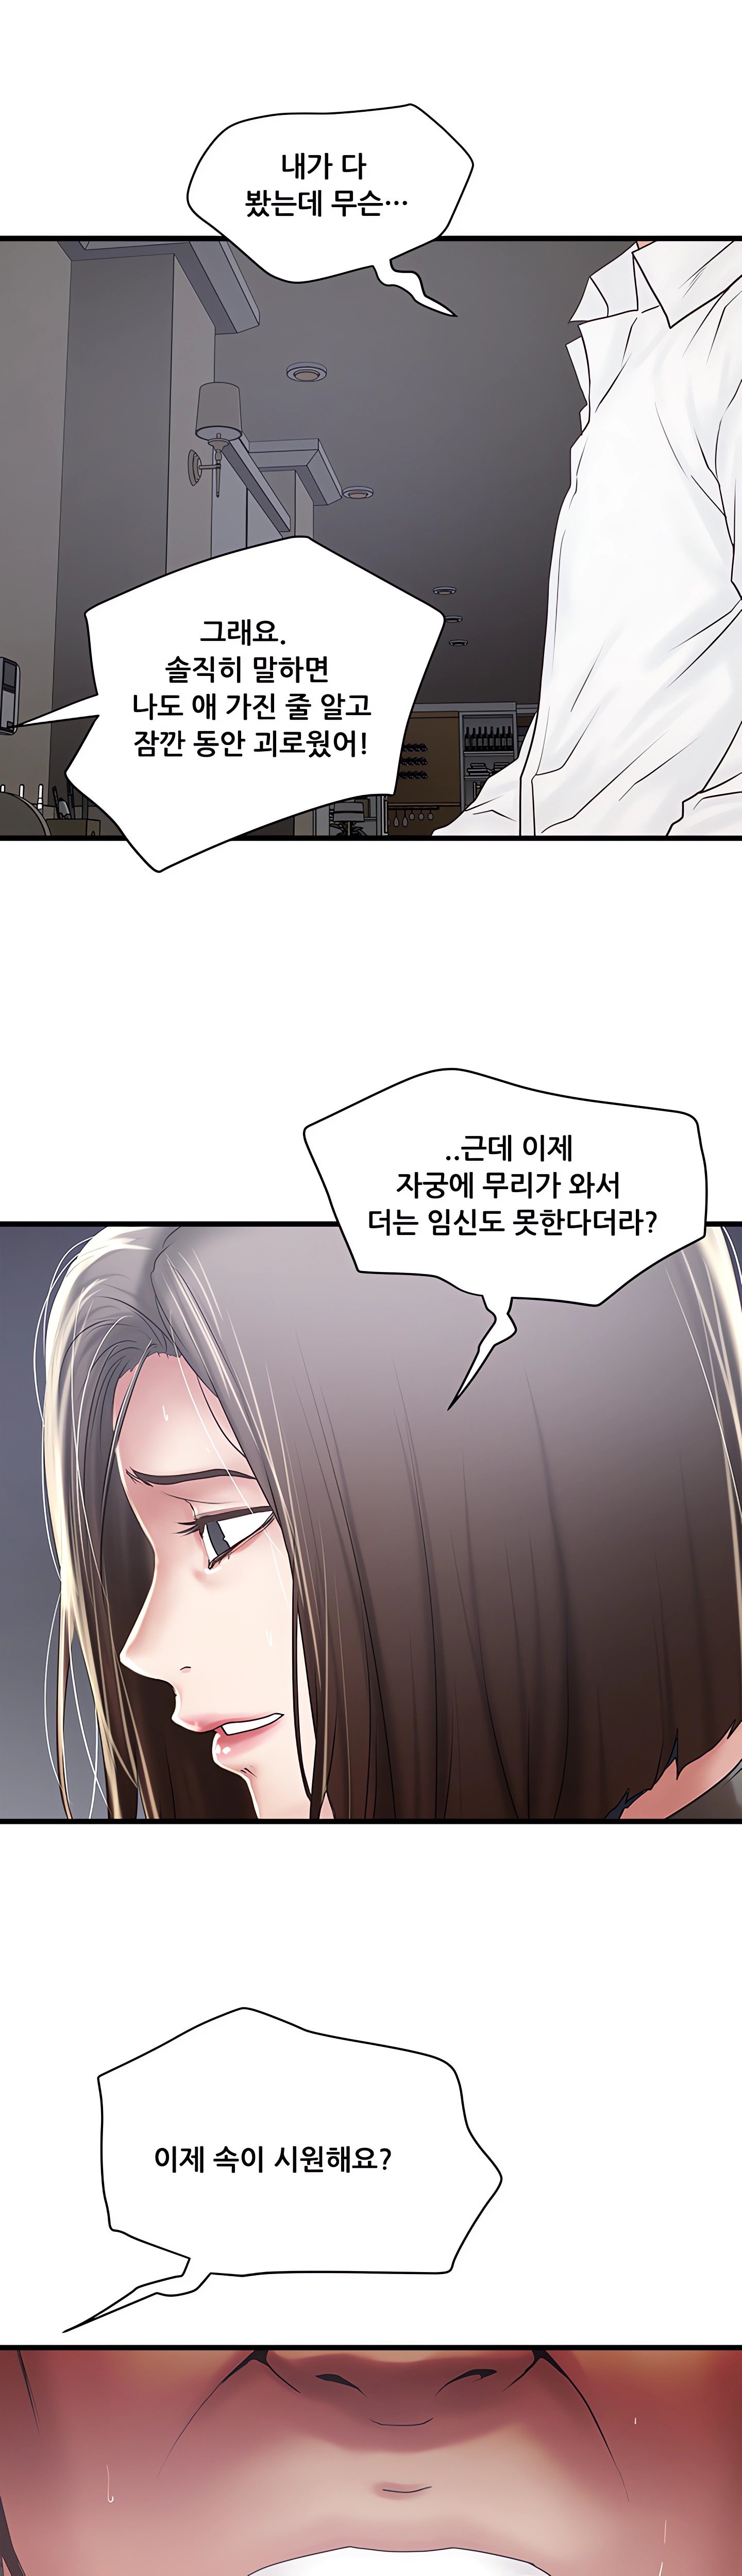 내가 다
봤는데 무슨…
그래요.
솔직히 말하면
나도 애 가진 줄 알고
잠깐 동안 괴로웠어!
..근데 이제
자궁에 무리가 와서
더는 임신도 못한다더라?
이제 속이 시원해요?